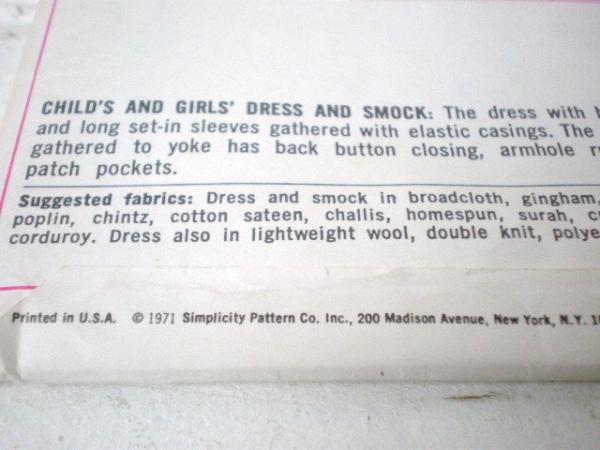 CHILD'S AND GIRLS' DRESS AND SMOCK: The dress with
and long set-in sleeves gathered with elastic casings. The
gathered to yoke has back button closing, armhole
patch pockets.
Suggested fabrics: Dress and smock in broadcloth, gingham,
poplin, chintz, cotton sateen, challis, homespun, surah,
corduroy. Dress also in lightweight wool, double knit,
Printed in U.S.A. © 1971 Simplicity Pattern Co. Inc., 200 Madison Avenue, New York, N.Y.